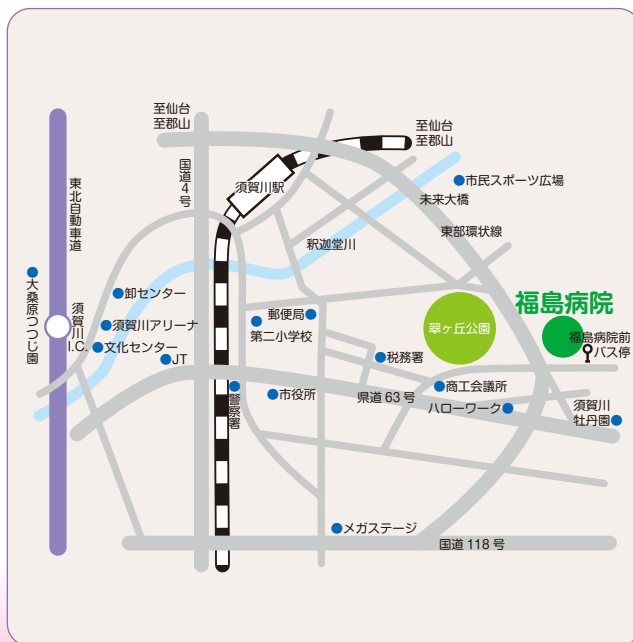 至仙台
至郡山
至仙台
至郡山
国道4号
須賀川駅
市民スポーツ広場
未来大橋
東部環状線
釈迦堂川
東北自動車道
大桑原つつじ園
卸センター
須賀川アリーナ
文化センター
JT
須賀川
I.C.
郵便局
第二小学校
翠ヶ丘公園
福島病院
福島病院前
バス停
税務署
警察署
市役所
県道63号
商工会議所
ハローワーク
須賀川
牡丹園
メガステージ
国道118号